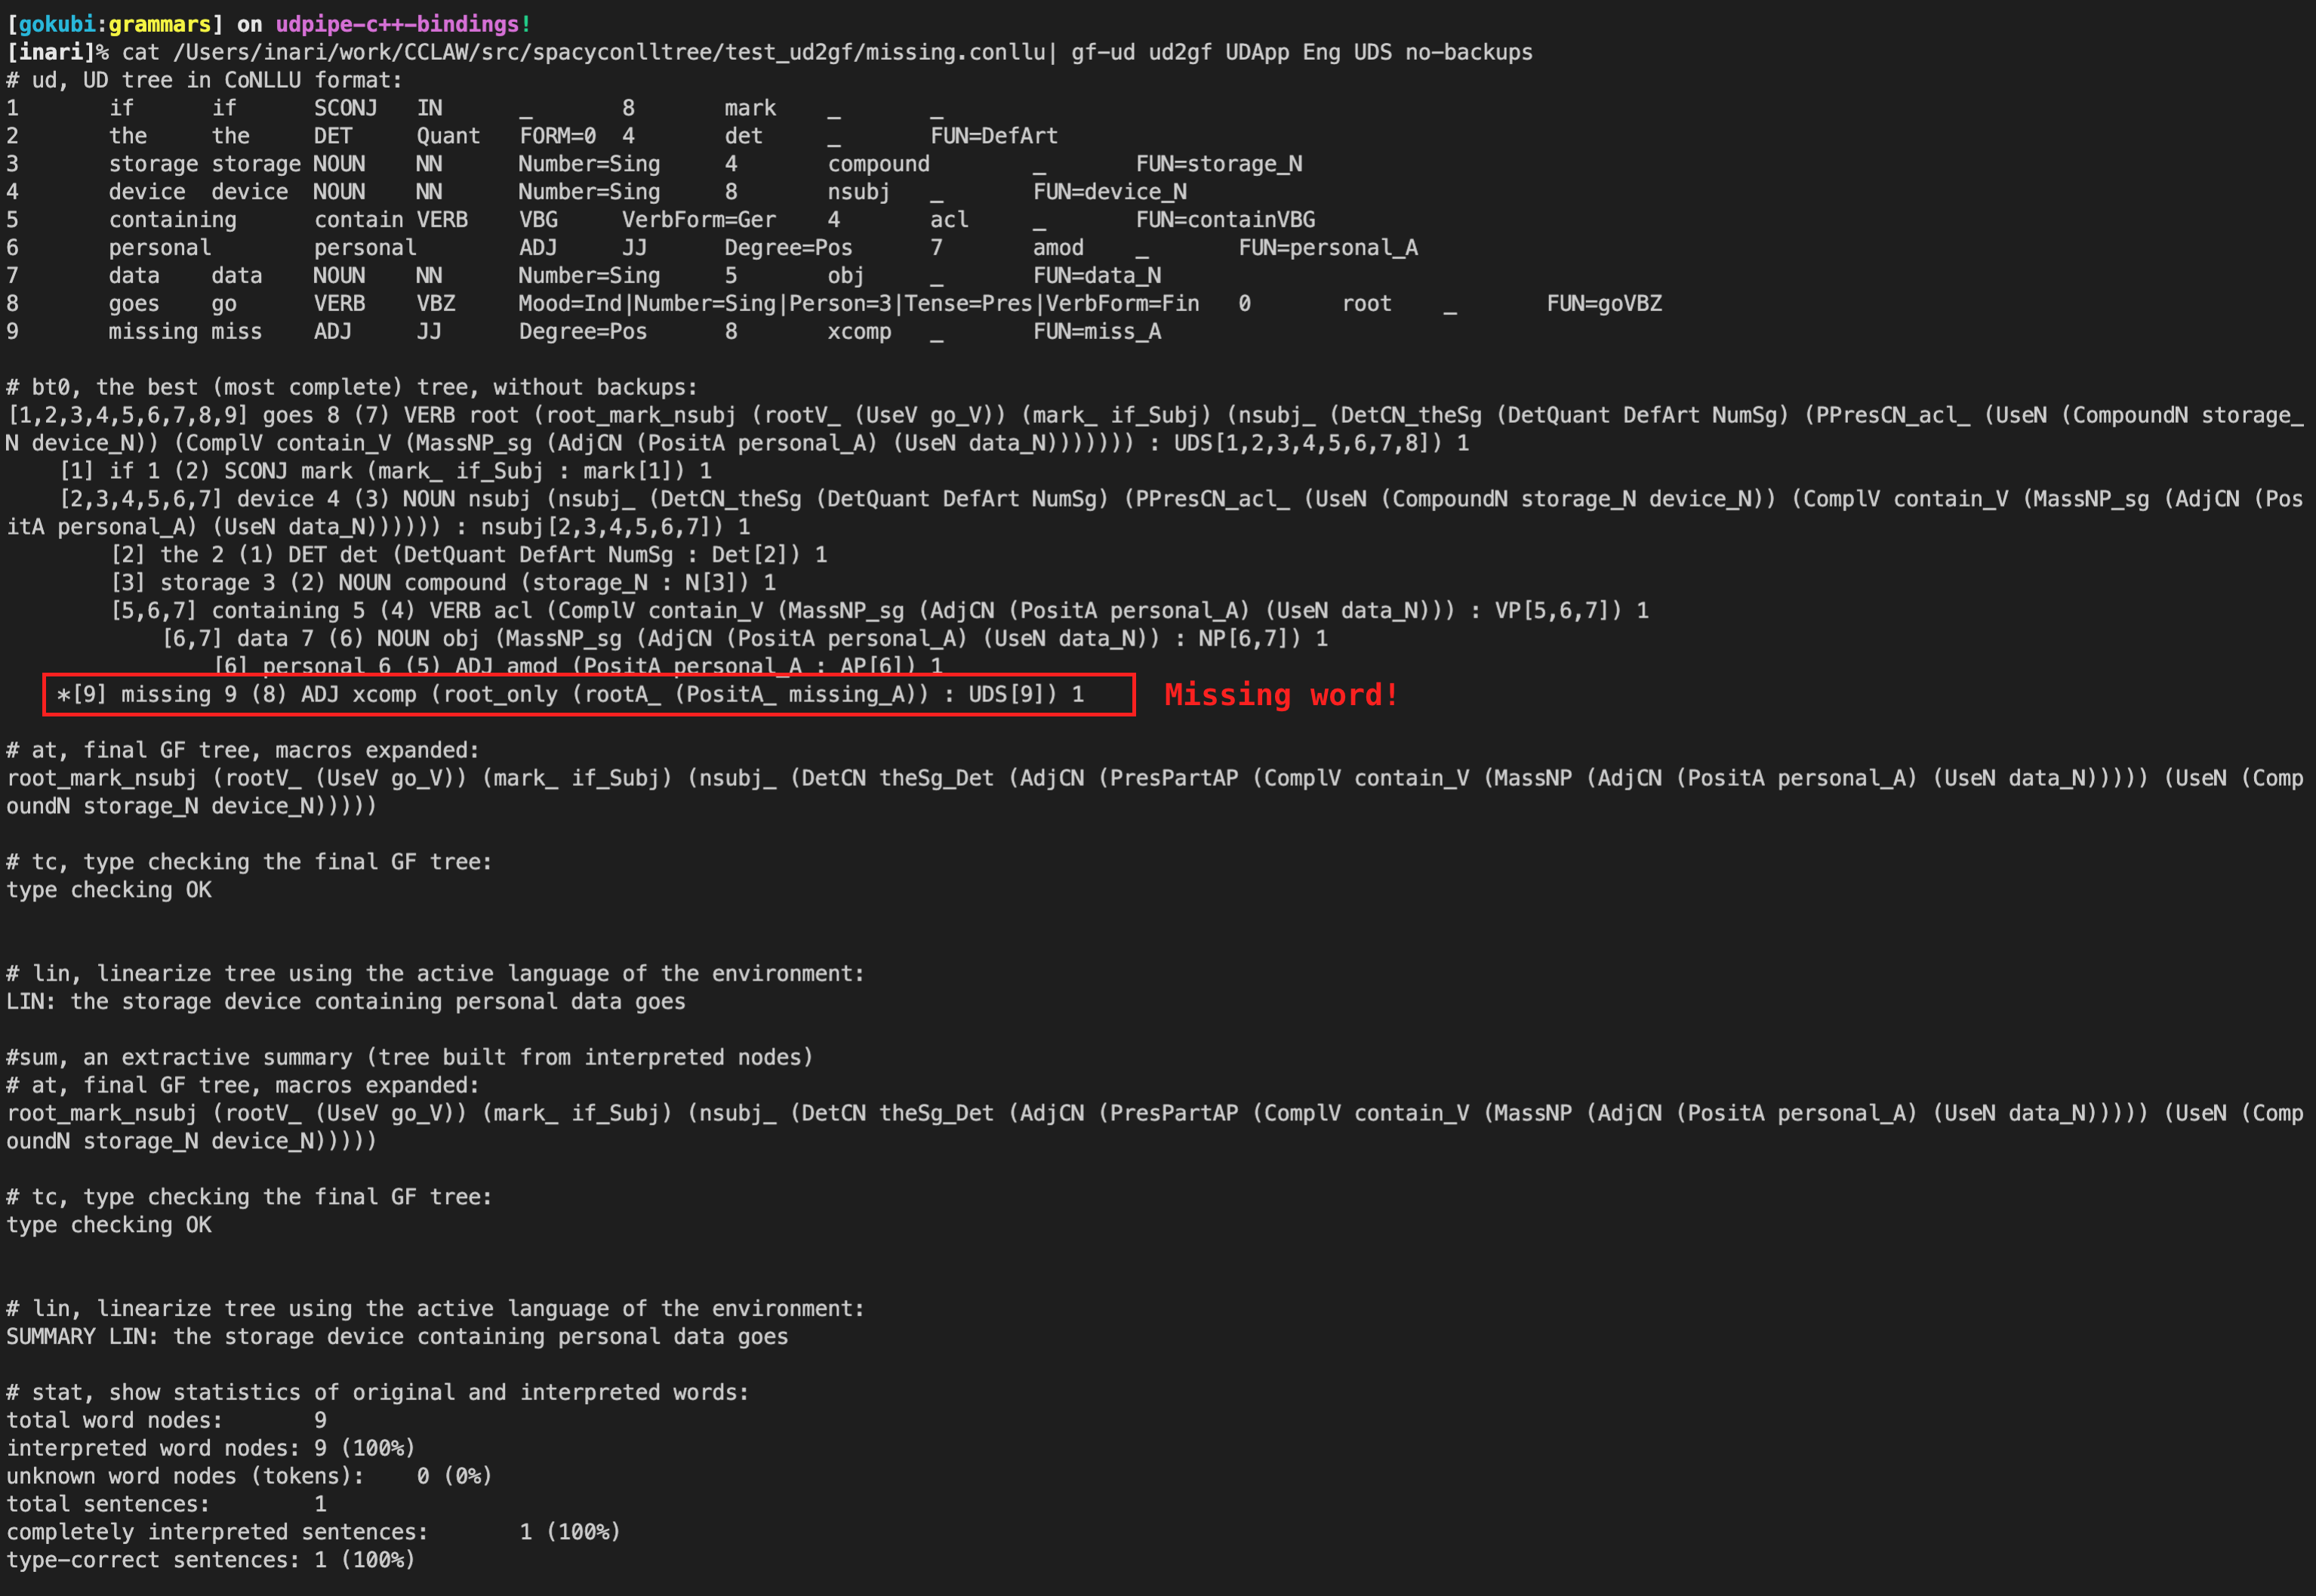 [gokubi:grammars] on udpipe-c++-bindings!
[inari]% cat /Users/inari/work/CCLAW/src/spacyconlltree/test_ud2gf/missing.conllu| gf-ud ud2gf UDApp Eng UDS no-backups
# ud, UD tree in CoNLLU format:
1 if if SCONJ IN _ 8 mark _ _
2 the the DET Quant FORM=0 4 det _ FUN=DefArt
3 storage storage NOUN NN Number=Sing 4 compound _ FUN=storage_N
4 device device NOUN NN Number=Sing 8 nsubj _ FUN=device_N
5 containing contain VERB VBG VerbForm=Ger 4 acl _ FUN=containVBG
6 personal personal ADJ JJ Degree=Pos 7 amod _ FUN=personal_A
7 data data NOUN NN Number=Sing 5 obj _ FUN=data_N
8 goes go VERB VBZ Mood=Ind|Number=Sing|Person=3|Tense=Pres|VerbForm=Fin 0 root _ FUN=goVBZ
9 missing miss ADJ JJ Degree=Pos 8 xcomp _ FUN=miss_A
# bt0, the best (most complete) tree, without backups:
[1,2,3,4,5,6,7,8,9] goes 8 (7) VERB root (root_mark_nsubj (rootV_ (UseV go_V)) (mark_ if_Subj) (nsubj_ (DetCN_theSg (DetQuant DefArt NumSg) (PPresCN_acl_ (UseN (CompoundN storage_
N device_N)) (ComplV contain_V (MassNP_sg (AdjCN (PositA personal_A) (UseN data_N))))))) : UDS[1,2,3,4,5,6,7,8]) 1
[1] if 1 (2) SCONJ mark (mark_ if_Subj : mark[1]) 1
[2,3,4,5,6,7] device 4 (3) NOUN nsubj (nsubj_ (DetCN_theSg (DetQuant DefArt NumSg) (PPresCN_acl_ (UseN (CompoundN storage_N device_N)) (ComplV contain_V (MassNP_sg (AdjCN (Pos
itA personal_A) (UseN data_N)))))) : nsubj[2,3,4,5,6,7]) 1
[2] the 2 (1) DET det (DetQuant DefArt NumSg : Det[2]) 1
[3] storage 3 (2) NOUN compound (storage_N : N[3]) 1
[5,6,7] containing 5 (4) VERB acl (ComplV contain_V (MassNP_sg (AdjCN (PositA personal_A) (UseN data_N))) : VP[5,6,7]) 1
[6,7] data 7 (6) NOUN obj (MassNP_sg (AdjCN (PositA personal_A) (UseN data_N)) : NP[6,7]) 1
[6] personal 6 (5) ADJ amod (PositA personal_A : AP[6]) 1
*[9] missing 9 (8) ADJ xcomp (root_only (rootA_ (PositA_ missing_A)) : UDS[9]) 1 Missing word!
# at, final GF tree, macros expanded:
root_mark_nsubj (rootV_ (UseV go_V)) (mark_ if_Subj) (nsubj_ (DetCN theSg_Det (AdjCN (PresPartAP (ComplV contain_V (MassNP (AdjCN (PositA personal_A) (UseN data_N))))) (UseN (Comp
oundN storage_N device_N)))))
# tc, type checking the final GF tree:
type checking OK
# lin, linearize tree using the active language of the environment:
LIN: the storage device containing personal data goes
#sum, an extractive summary (tree built from interpreted nodes)
# at, final GF tree, macros expanded:
root_mark_nsubj (rootV_ (UseV go_V)) (mark_ if_Subj) (nsubj_ (DetCN theSg_Det (AdjCN (PresPartAP (ComplV contain_V (MassNP (AdjCN (PositA personal_A) (UseN data_N))))) (UseN (Comp
oundN storage_N device_N)))))
# tc, type checking the final GF tree:
type checking OK
# lin, linearize tree using the active language of the environment:
SUMMARY LIN: the storage device containing personal data goes
# stat, show statistics of original and interpreted words:
total word nodes: 9
interpreted word nodes: 9 (100%)
unknown word nodes (tokens): 0 (0%)
total sentences: 1
completely interpreted sentences: 1 (100%)
type-correct sentences: 1 (100%)